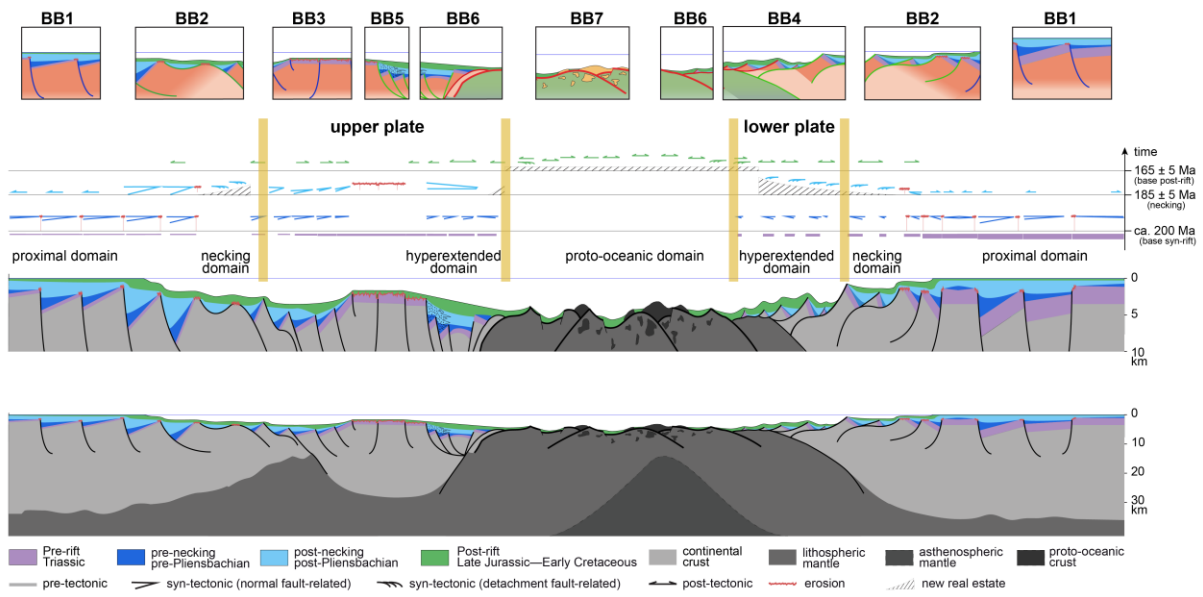 BB1 BB2 BB3 BB5 BB6 BB7 BB6 BB4 BB2 BB1
upper plate lower plate
time
165 ± 5 Ma
(base post-rift)
185 ± 5 Ma
(necking)
ca. 200 Ma
(base syn-rift)
proximal domain necking domain hyperextended domain proto-oceanic domain hyperextended domain necking domain proximal domain
0
5
10
km
0
10
20
30
km
Pre-rift
Triassic
pre-necking
pre-Pliensbachian
post-necking
post-Pliensbachian
Post-rift
Late Jurassic—Early Cretaceous
continental
crust
lithospheric
mantle
asthenospheric
mantle
proto-oceanic
crust
pre-tectonic syn-tectonic (normal fault-related) syn-tectonic (detachment fault-related) post-tectonic erosion new real estate